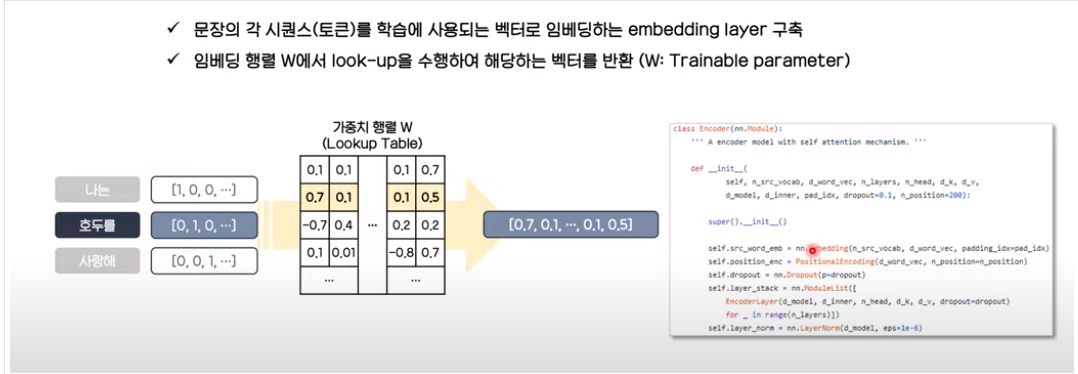 ✓ 문장의 각 시퀀스(토큰)를 학습에 사용되는 벡터로 임베딩하는 embedding layer 구축
✓ 임베딩 행렬 W에서 look-up을 수행하여 해당하는 벡터를 반환 (W: Trainable parameter)
가중치 행렬 W
(Lookup Table)
나는 [1, 0, 0, ⋯]
호두를 [0, 1, 0, ⋯]
사랑해 [0, 0, 1, ⋯]
0.1 0.1 0.1 0.7
0.7 0.1 0.1 0.5
-0.7 0.4 ⋯ 0.2 0.2
0.1 0.01 -0.8 0.7
⋯ ⋯
[0.7, 0.1, ⋯, 0.1, 0.5]
class Encoder(nn.Module):
''' A encoder model with self attention mechanism. '''
def __init__(
self, n_src_vocab, d_word_vec, n_layers, n_head, d_k, d_v,
d_model, d_inner, pad_idx, dropout=0.1, n_position=200):
super().__init__()
self.src_word_emb = nn.Embedding(n_src_vocab, d_word_vec, padding_idx=pad_idx)
self.position_enc = PositionalEncoding(d_word_vec, n_position=n_position)
self.dropout = nn.Dropout(p=dropout)
self.layer_stack = nn.ModuleList([
EncoderLayer(d_model, d_inner, n_head, d_k, d_v, dropout=dropout)
for _ in range(n_layers)])
self.layer_norm = nn.LayerNorm(d_model, eps=1e-6)